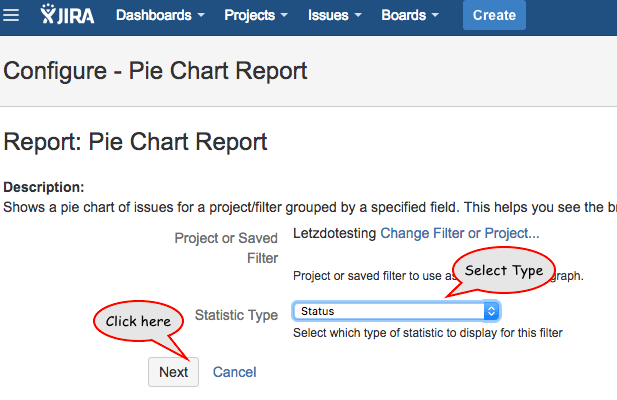 JIRA Dashboards Projects Issues Boards Create
Configure - Pie Chart Report
Report: Pie Chart Report
Description:
Shows a pie chart of issues for a project/filter grouped by a specified field. This helps you see the
Project or Saved Filter
Letzdotesting Change Filter or Project...
Project or saved filter to use as graph.
Select Type
Statistic Type
Status
Select which type of statistic to display for this filter
Click here
Next Cancel